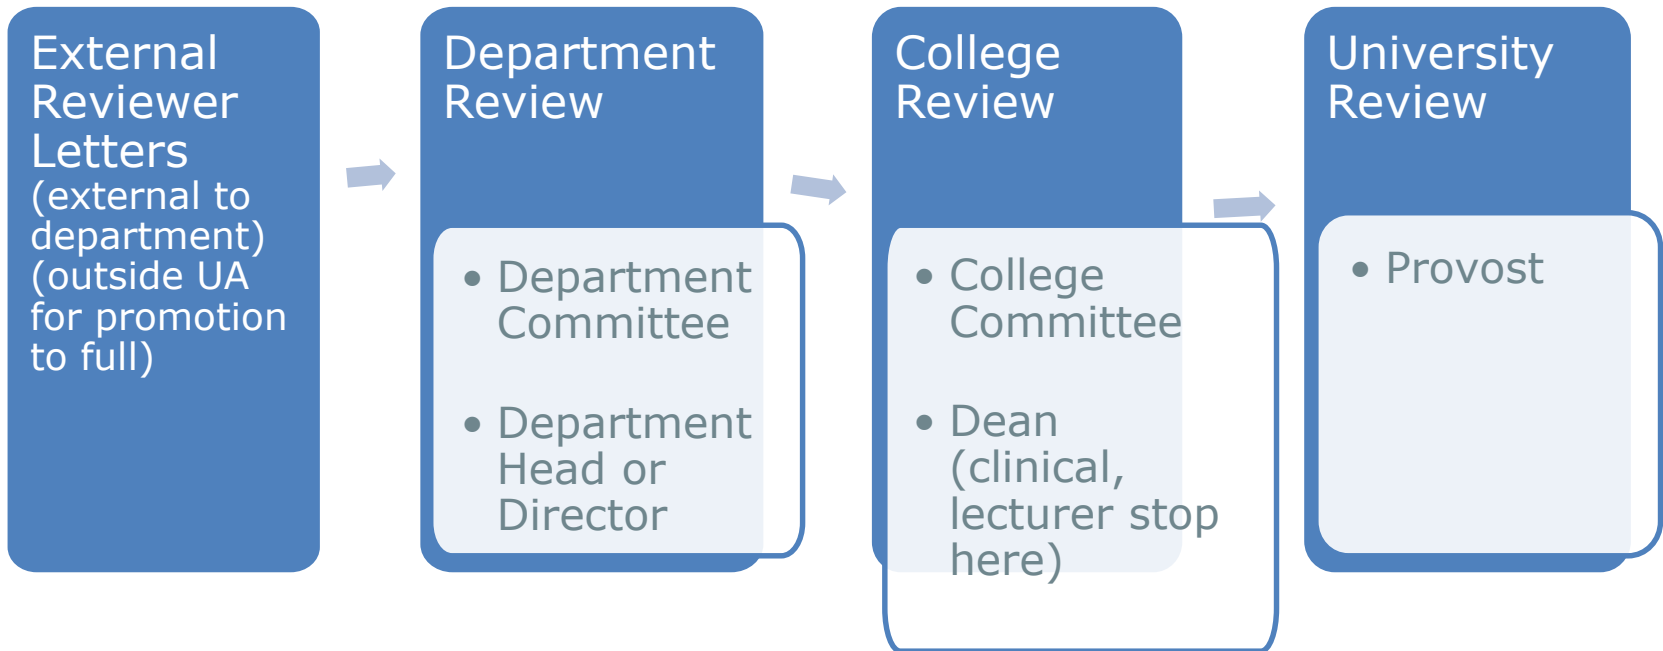 External
Reviewer
Letters
(external to
department)
(outside UA
for promotion
to full)
Department
Review
• Department
Committee
• Department
Head or
Director
College
Review
• College
Committee
• Dean
(clinical,
lecturer stop
here)
University
Review
• Provost